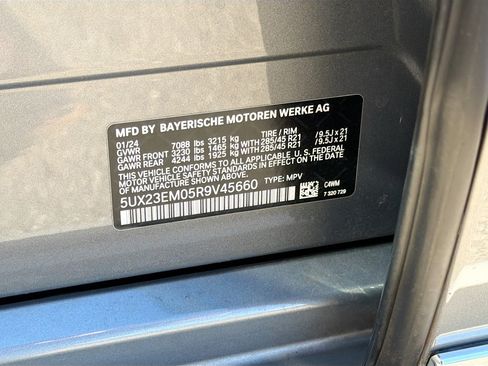 MFD BY BAYERISCHE MOTOREN WERKE AG
01/24 TIRE / RIM
GVWR 7088 lbs 3215 kg
GAWR FRONT 3230 lbs 1465 kg WITH 285/45 R21 / 9.5J x 21
GAWR REAR 4244 lbs 1925 kg WITH 285/45 R21 / 9.5J x 21
THIS VEHICLE CONFORMS TO ALL APPLICABLE U.S. FEDERAL
MOTOR VEHICLE SAFETY STANDARDS IN EFFECT ON THE DATE
OF MANUFACTURE SHOWN ABOVE.
5UX23EM05R9V45660 TYPE: MPV C4WM
7 320 729